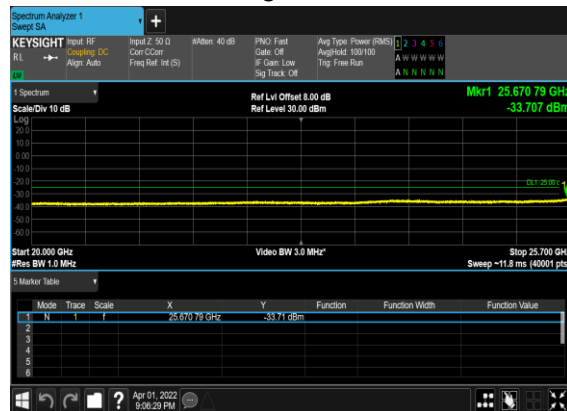 Spectrum Analyzer 1
Swept SA
+
KEYSIGHT Input: RF Input Z: 50 Ω #Atten: 40 dB PNO: Fast Avg Type: Power (RMS) 1 2 3 4 5 6
RL Coupling: DC Corr CCorr Gate: Off Avg|Hold: 100/100 A W W W W W
Align: Auto Freq Ref: Int (S) IF Gain: Low Trig: Free Run
Sig Track: Off A N N N N N
1 Spectrum Ref Lvl Offset 8.00 dB Mkr1 25.670 79 GHz
Scale/Div 10 dB Ref Level 30.00 dBm -33.707 dBm
Log
20.0
10.0
0.00
-10.0
-20.0 DL1 -25.00
-30.0
-40.0
-50.0
-60.0
Start 20.000 GHz Video BW 3.0 MHz* Stop 25.700 GHz
#Res BW 1.0 MHz Sweep ~11.8 ms (40001 pts
5 Marker Table
Mode Trace Scale X Y Function Function Width Function Value
1 N 1 f 25.670 79 GHz -33.71 dBm
2
3
4
5
6
? Apr 01, 2022
9:06:29 PM